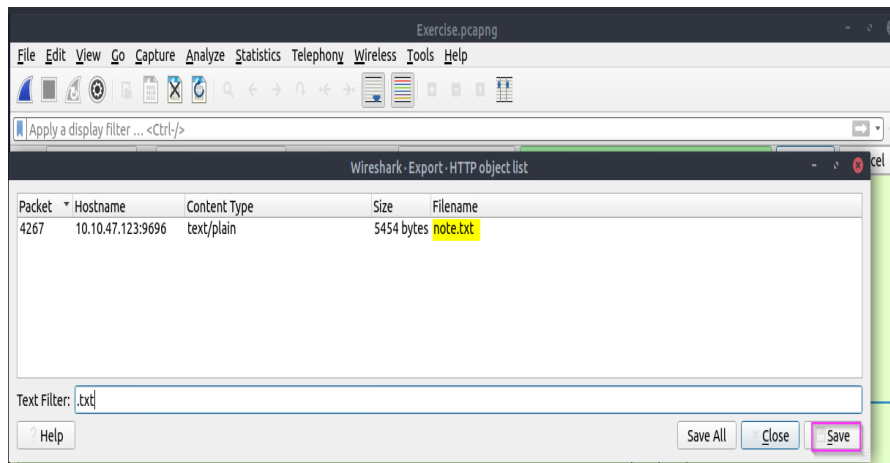 Exercise.pcapng
File Edit View Go Capture Analyze Statistics Telephony Wireless Tools Help
Apply a display filter ... <Ctrl-/>
Wireshark · Export · HTTP object list
cel
Packet Hostname Content Type Size Filename
4267 10.10.47.123:9696 text/plain 5454 bytes note.txt
Text Filter: .txt
Help Save All Close Save